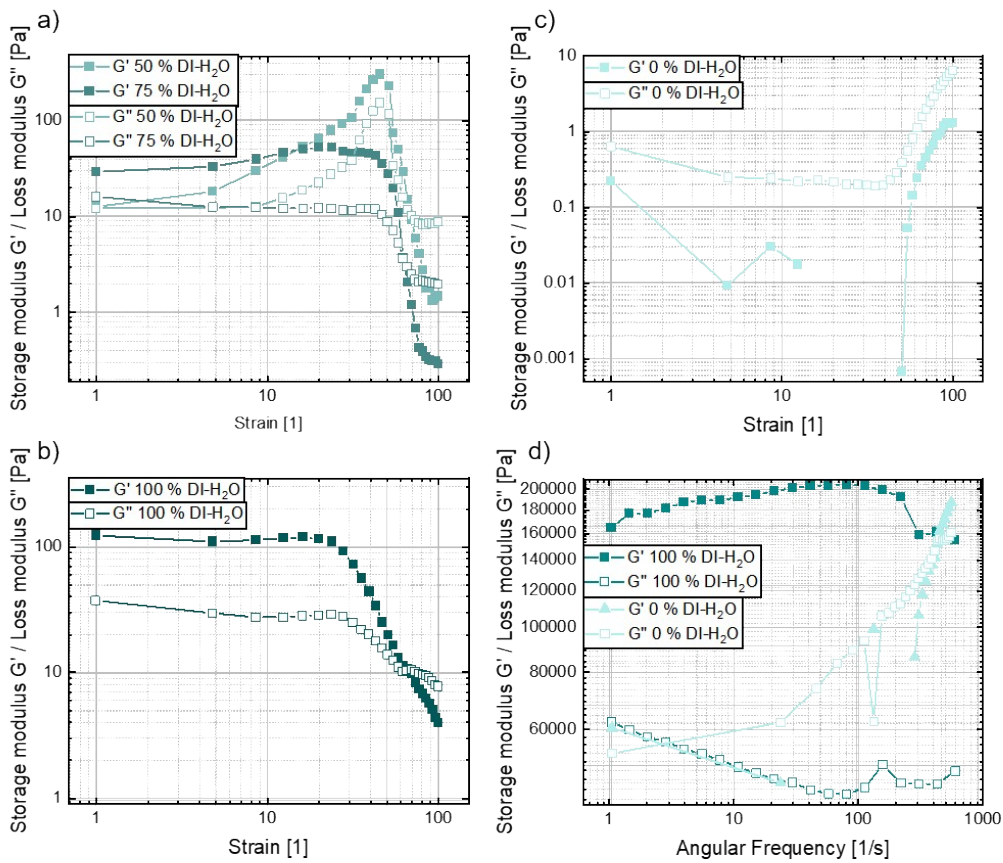 a)
Storage modulus G' / Loss modulus G'' [Pa]
G' 50 % DI-H₂O
G' 75 % DI-H₂O
G'' 50 % DI-H₂O
G'' 75 % DI-H₂O
100
10
1
1 10 100
Strain [1]
c)
Storage modulus G' / Loss modulus G'' [Pa]
G' 0 % DI-H₂O
G'' 0 % DI-H₂O
10
1
0.1
0.01
0.001
1 10 100
Strain [1]
b)
Storage modulus G' / Loss modulus G'' [Pa]
G' 100 % DI-H₂O
G'' 100 % DI-H₂O
100
10
1
1 10 100
Strain [1]
d)
Storage modulus G' / Loss modulus G'' [Pa]
200000
180000
160000
140000
120000
100000
80000
60000
G' 100 % DI-H₂O
G'' 100 % DI-H₂O
G' 0 % DI-H₂O
G'' 0 % DI-H₂O
1 10 100 1000
Angular Frequency [1/s]